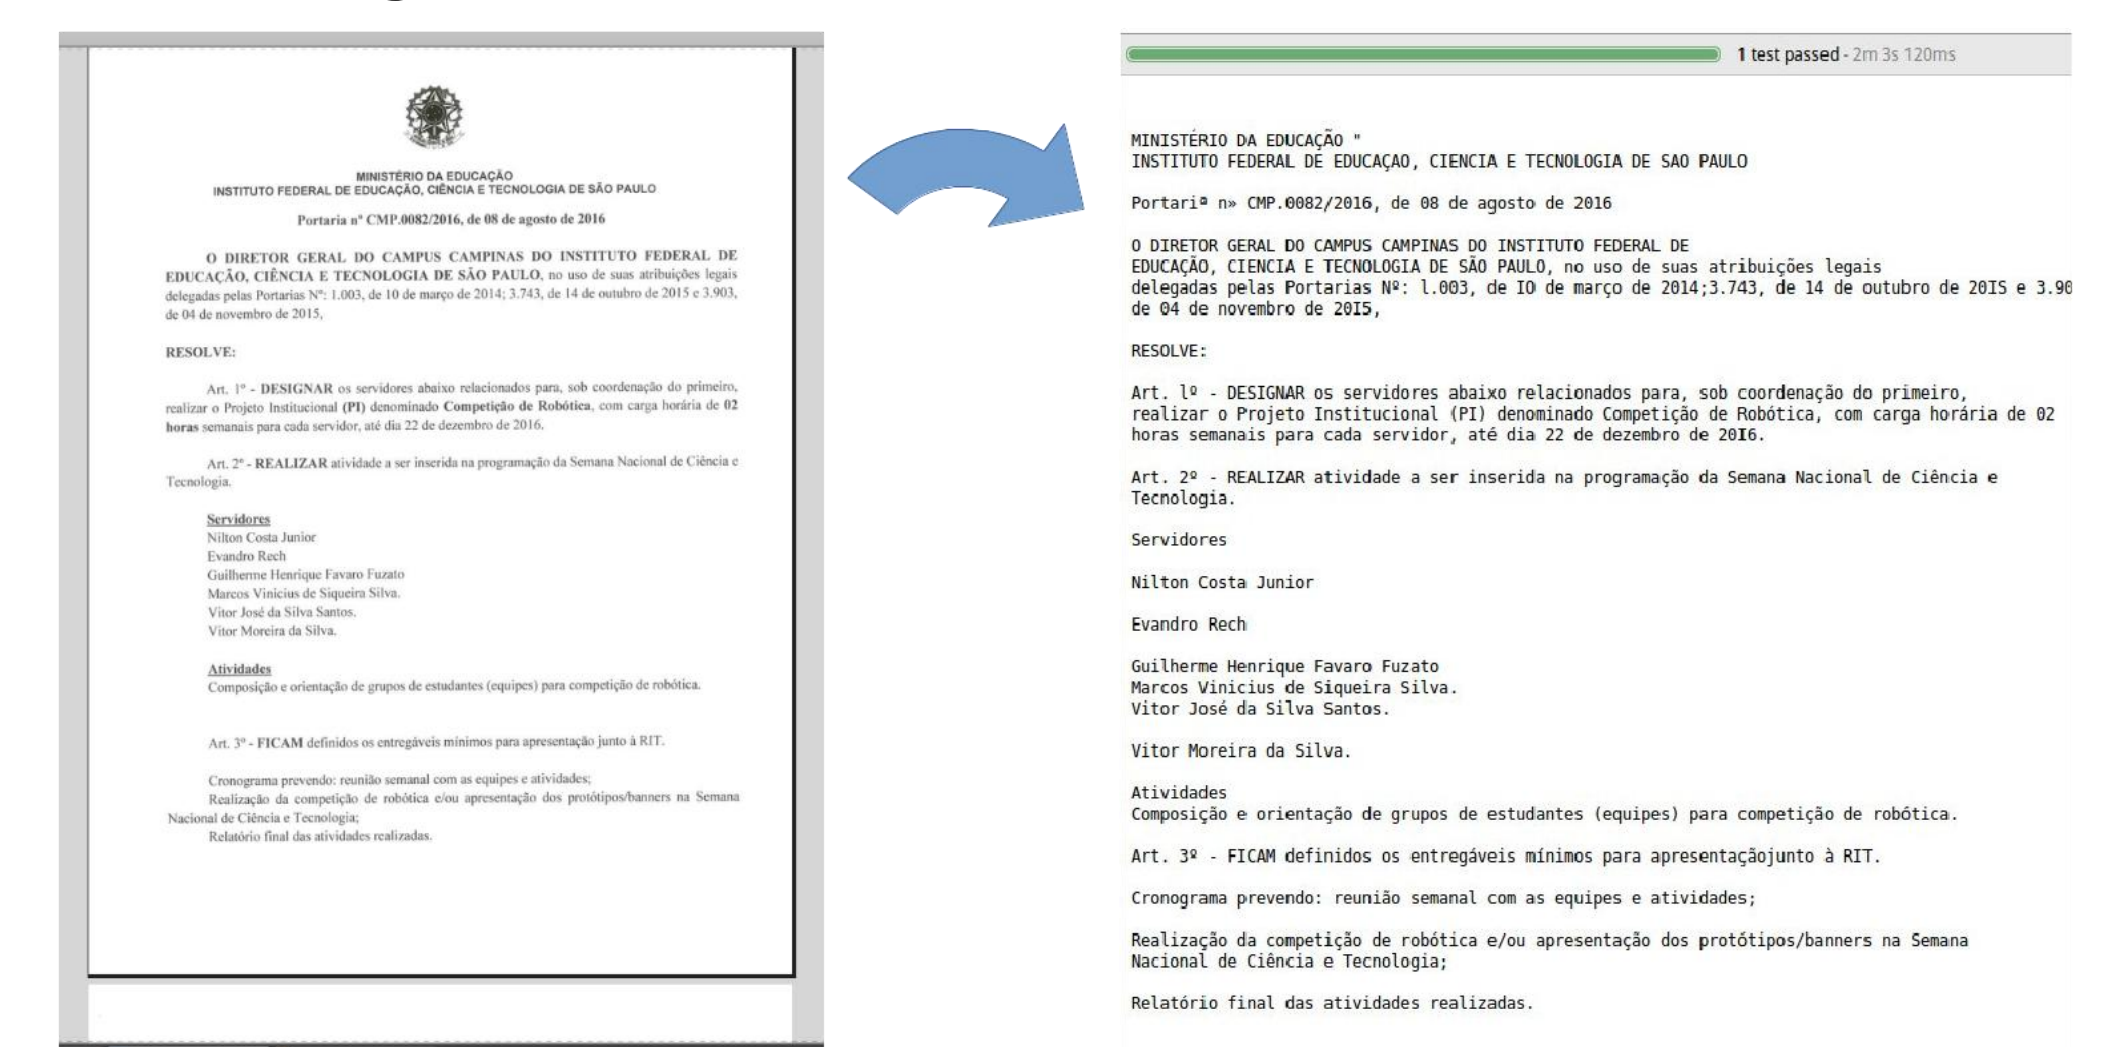 MINISTÉRIO DA EDUCAÇÃO
INSTITUTO FEDERAL DE EDUCAÇÃO, CIÊNCIA E TECNOLOGIA DE SÃO PAULO
Portaria nº CMP.0082/2016, de 08 de agosto de 2016
O DIRETOR GERAL DO CAMPUS CAMPINAS DO INSTITUTO FEDERAL DE
EDUCAÇÃO, CIÊNCIA E TECNOLOGIA DE SÃO PAULO, no uso de suas atribuições legais
delegadas pelas Portarias Nº: 1.003, de 10 de março de 2014; 3.743, de 14 de outubro de 2015 e 3.903,
de 04 de novembro de 2015,
RESOLVE:
Art. 1º - DESIGNAR os servidores abaixo relacionados para, sob coordenação do primeiro,
realizar o Projeto Institucional (PI) denominado Competição de Robótica, com carga horária de 02
horas semanais para cada servidor, até dia 22 de dezembro de 2016.
Art. 2º - REALIZAR atividade a ser inserida na programação da Semana Nacional de Ciência e
Tecnologia.
Servidores
Nilton Costa Junior
Evandro Rech
Guilherme Henrique Favaro Fuzato
Marcos Vinicius de Siqueira Silva.
Vitor José da Silva Santos.
Vitor Moreira da Silva.
Atividades
Composição e orientação de grupos de estudantes (equipes) para competição de robótica.
Art. 3º - FICAM definidos os entregáveis mínimos para apresentação junto à RIT.
Cronograma prevendo: reunião semanal com as equipes e atividades;
Realização da competição de robótica e/ou apresentação dos protótipos/banners na Semana
Nacional de Ciência e Tecnologia;
Relatório final das atividades realizadas.
1 test passed - 2m 3s 120ms
MINISTÉRIO DA EDUCAÇÃO "
INSTITUTO FEDERAL DE EDUCAÇAO, CIENCIA E TECNOLOGIA DE SAO PAULO
Portariª n» CMP.0082/2016, de 08 de agosto de 2016
O DIRETOR GERAL DO CAMPUS CAMPINAS DO INSTITUTO FEDERAL DE
EDUCAÇÃO, CIENCIA E TECNOLOGIA DE SÃO PAULO, no uso de suas atribuições legais
delegadas pelas Portarias Nº: l.003, de IO de março de 2014;3.743, de 14 de outubro de 20IS e 3.90
de 04 de novembro de 20I5,
RESOLVE:
Art. lº - DESIGNAR os servidores abaixo relacionados para, sob coordenação do primeiro,
realizar o Projeto Institucional (PI) denominado Competição de Robótica, com carga horária de 02
horas semanais para cada servidor, até dia 22 de dezembro de 20I6.
Art. 2º - REALIZAR atividade a ser inserida na programação da Semana Nacional de Ciência e
Tecnologia.
Servidores
Nilton Costa Junior
Evandro Rech
Guilherme Henrique Favaro Fuzato
Marcos Vinicius de Siqueira Silva.
Vitor José da Silva Santos.
Vitor Moreira da Silva.
Atividades
Composição e orientação de grupos de estudantes (equipes) para competição de robótica.
Art. 3º - FICAM definidos os entregáveis mínimos para apresentaçãojunto à RIT.
Cronograma prevendo: reunião semanal com as equipes e atividades;
Realização da competição de robótica e/ou apresentação dos protótipos/banners na Semana
Nacional de Ciência e Tecnologia;
Relatório final das atividades realizadas.